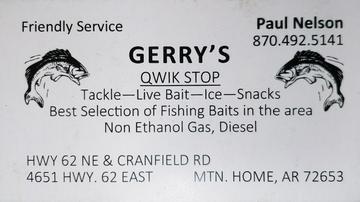 Friendly Service
Paul Nelson
870.492.5141
GERRY'S
QWIK STOP
Tackle—Live Bait—Ice—Snacks
Best Selection of Fishing Baits in the area
Non Ethanol Gas, Diesel
HWY 62 NE & CRANFIELD RD
4651 HWY. 62 EAST MTN. HOME, AR 72653